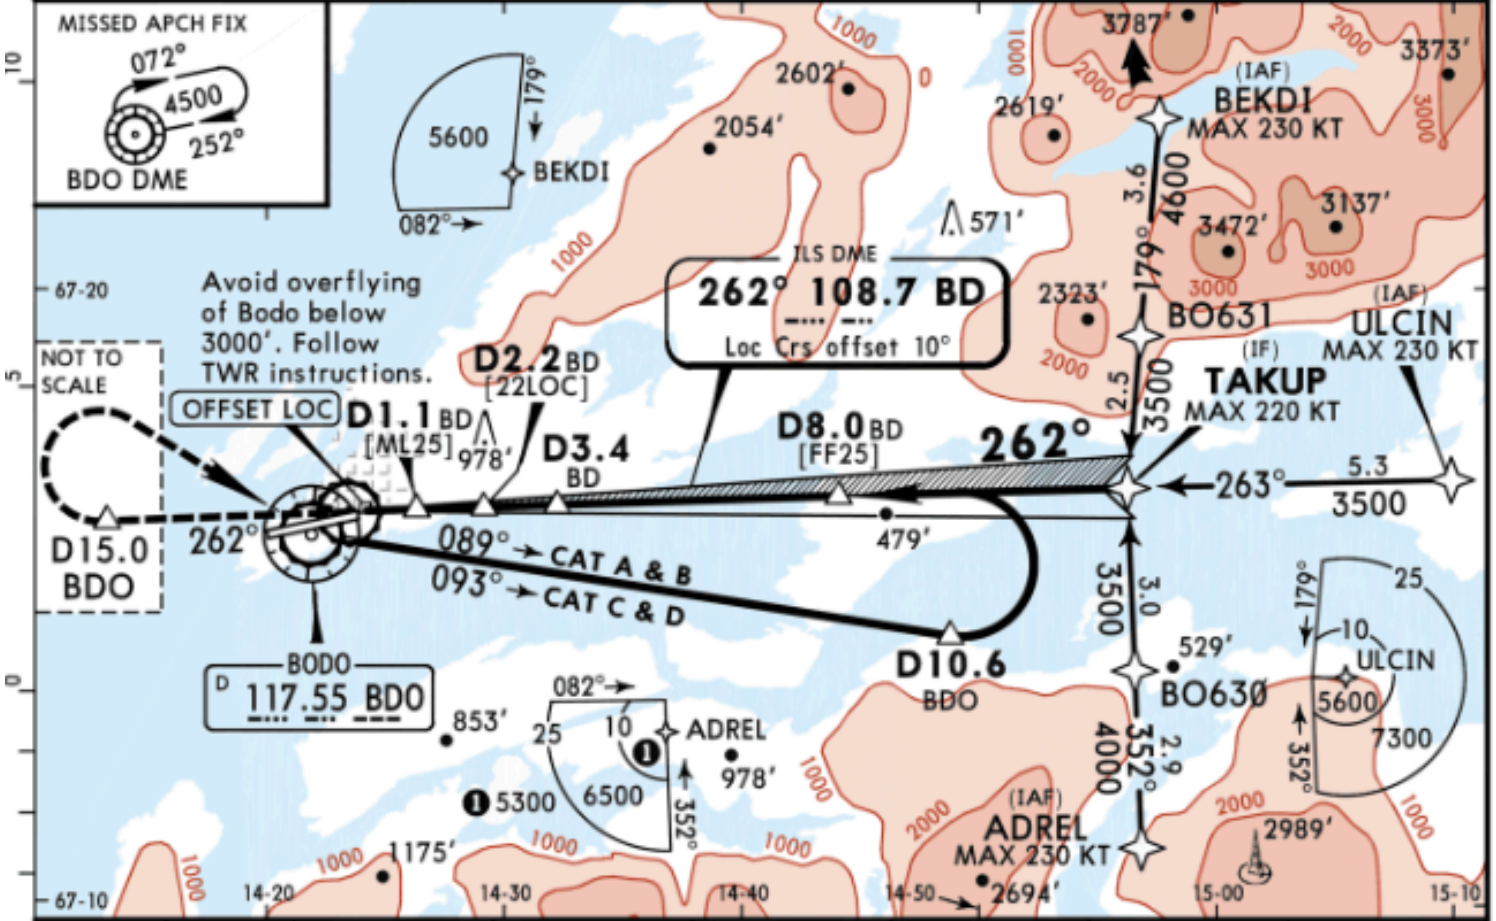 MISSED APCH FIX
072°
4500
252°
BDO DME
10
5600
179°
BEKDI
082°
2602'
2054'
1000
1000
0
1000
3787'
2000
3373'
2000
2619'
(IAF)
BEKDI
MAX 230 KT
3000
3.6
4600
3472'
3137'
3000
3000
571'
179°
67-20
Avoid overflying
of Bodo below
3000'. Follow
TWR instructions.
ILS DME
262° 108.7 BD
Loc Crs offset 10°
2323'
2000
BO631
(IAF)
ULCIN
MAX 230 KT
(IF)
TAKUP
MAX 220 KT
NOT TO
SCALE
5
OFFSET LOC
D2.2 BD
[22LOC]
D1.1 BD
[ML25]
978'
D3.4
BD
D8.0 BD
[FF25]
262°
2.5
3500
263°
5.3
3500
D15.0
BDO
262°
089° CAT A & B
093° CAT C & D
479'
3500
3.0
179°
25
10
ULCIN
5600
7300
352°
529'
BO630
D10.6
BDO
BODO
D 117.55 BDO
0
082°
25
10
1
ADREL
978'
6500
352°
853'
1 5300
4000
352°
2.9
1000
2000
(IAF)
ADREL
MAX 230 KT
2694'
2000
2989'
1000
1175'
1000
1000
1000
1000
67-10
14-20
14-30
14-40
14-50
15-00
15-10